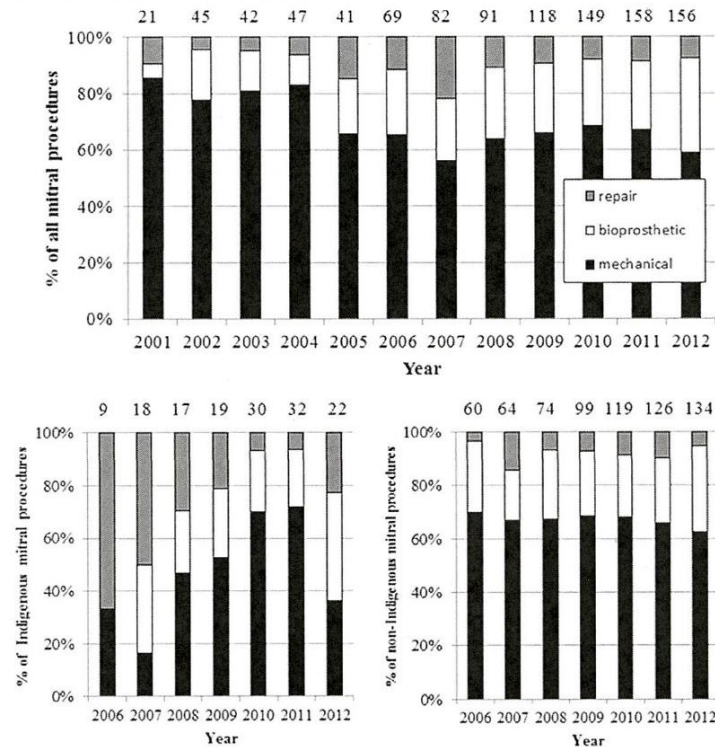 21 45 42 47 41 69 82 91 118 149 158 156
100%
80%
60%
40%
20%
0%
% of all mitral procedures
repair
bioprosthetic
mechanical
2001 2002 2003 2004 2005 2006 2007 2008 2009 2010 2011 2012
Year
9 18 17 19 30 32 22
100%
80%
60%
40%
20%
0%
% of Indigenous mitral procedures
2006 2007 2008 2009 2010 2011 2012
Year
60 64 74 99 119 126 134
100%
80%
60%
40%
20%
0%
% of non-Indigenous mitral procedures
2006 2007 2008 2009 2010 2011 2012
Year